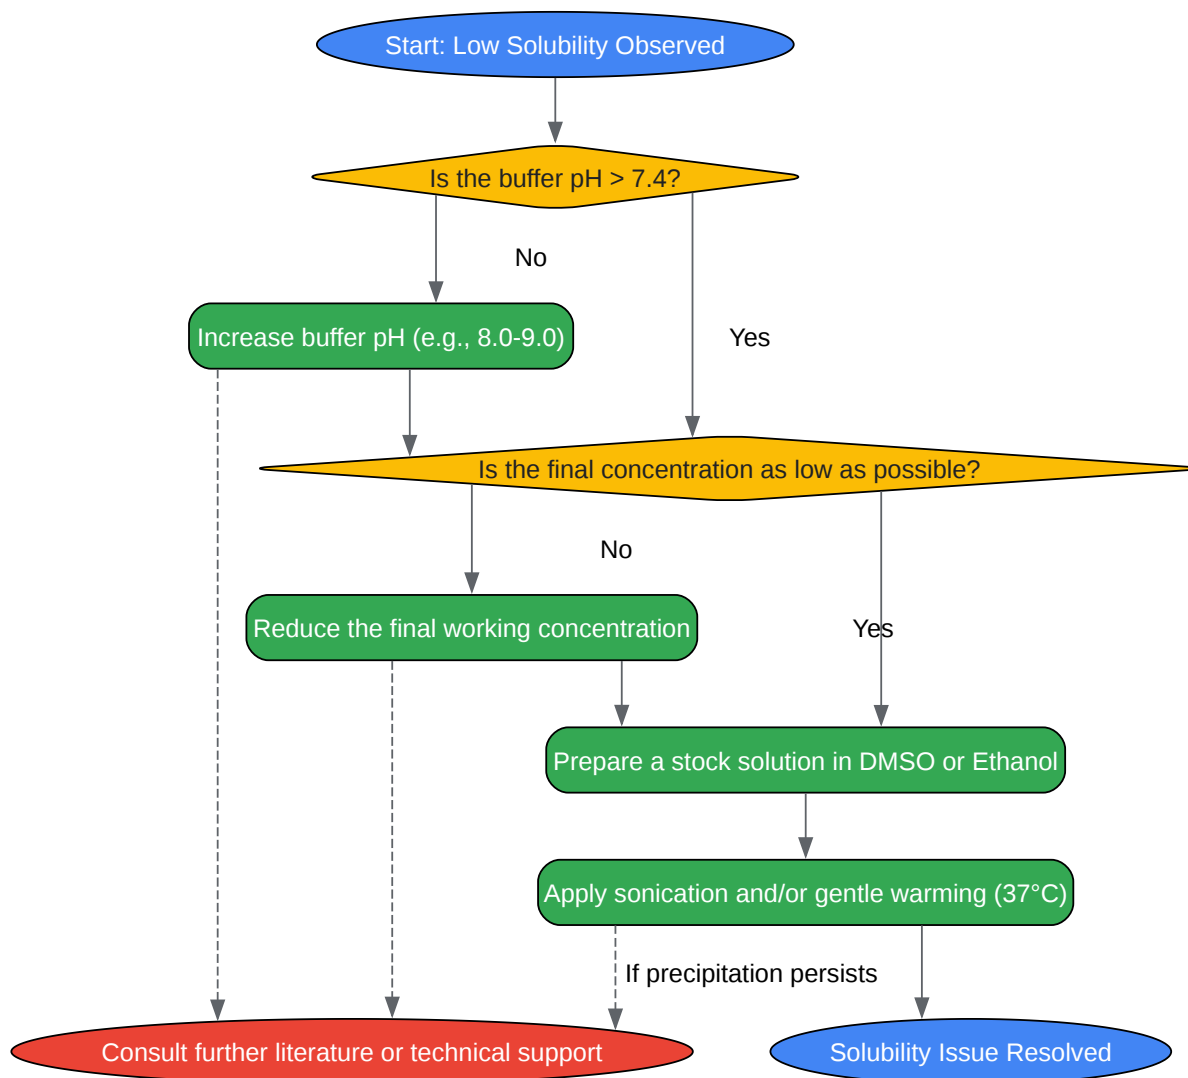 Start: Low Solubility Observed
Is the buffer pH > 7.4?
No
Increase buffer pH (e.g., 8.0-9.0)
Yes
Is the final concentration as low as possible?
No
Reduce the final working concentration
Yes
Prepare a stock solution in DMSO or Ethanol
Apply sonication and/or gentle warming (37°C)
If precipitation persists
Consult further literature or technical support
Solubility Issue Resolved